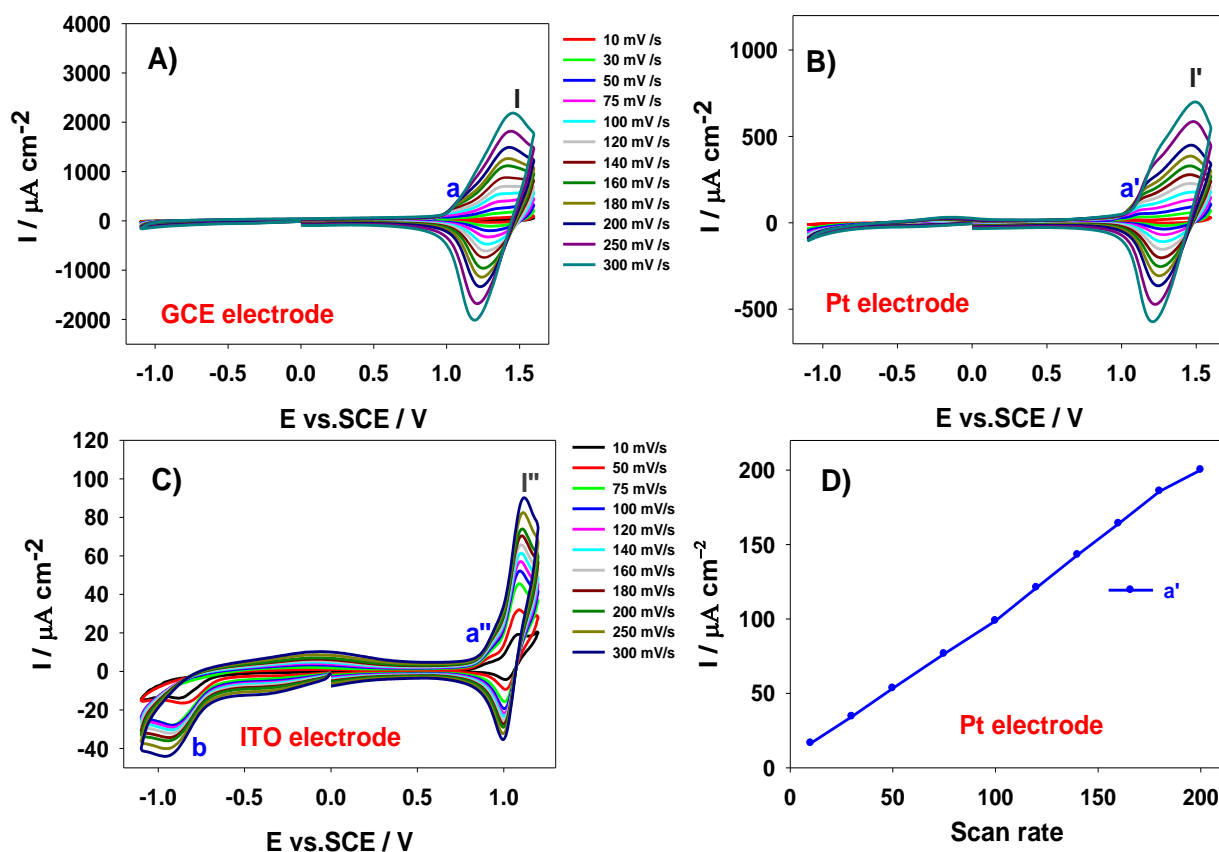 A)
I
a
GCE electrode
4000
3000
2000
1000
0
-1000
-2000
I / µA cm-2
-1.0 -0.5 0.0 0.5 1.0 1.5
E vs.SCE / V
10 mV /s
30 mV /s
50 mV /s
75 mV /s
100 mV /s
120 mV /s
140 mV /s
160 mV /s
180 mV /s
200 mV /s
250 mV /s
300 mV /s
B)
I'
a'
Pt electrode
1000
500
0
-500
I / µA cm-2
-1.0 -0.5 0.0 0.5 1.0 1.5
E vs.SCE / V
C)
I"
a"
b
ITO electrode
120
100
80
60
40
20
0
-20
-40
I / µA cm-2
-1.0 -0.5 0.0 0.5 1.0
E vs.SCE / V
10 mV/s
50 mV/s
75 mV/s
100 mV/s
120 mV/s
140 mV/s
160 mV/s
180 mV/s
200 mV/s
250 mV/s
300 mV/s
D)
a'
Pt electrode
200
150
100
50
0
I / µA cm−2
0 50 100 150 200
Scan rate